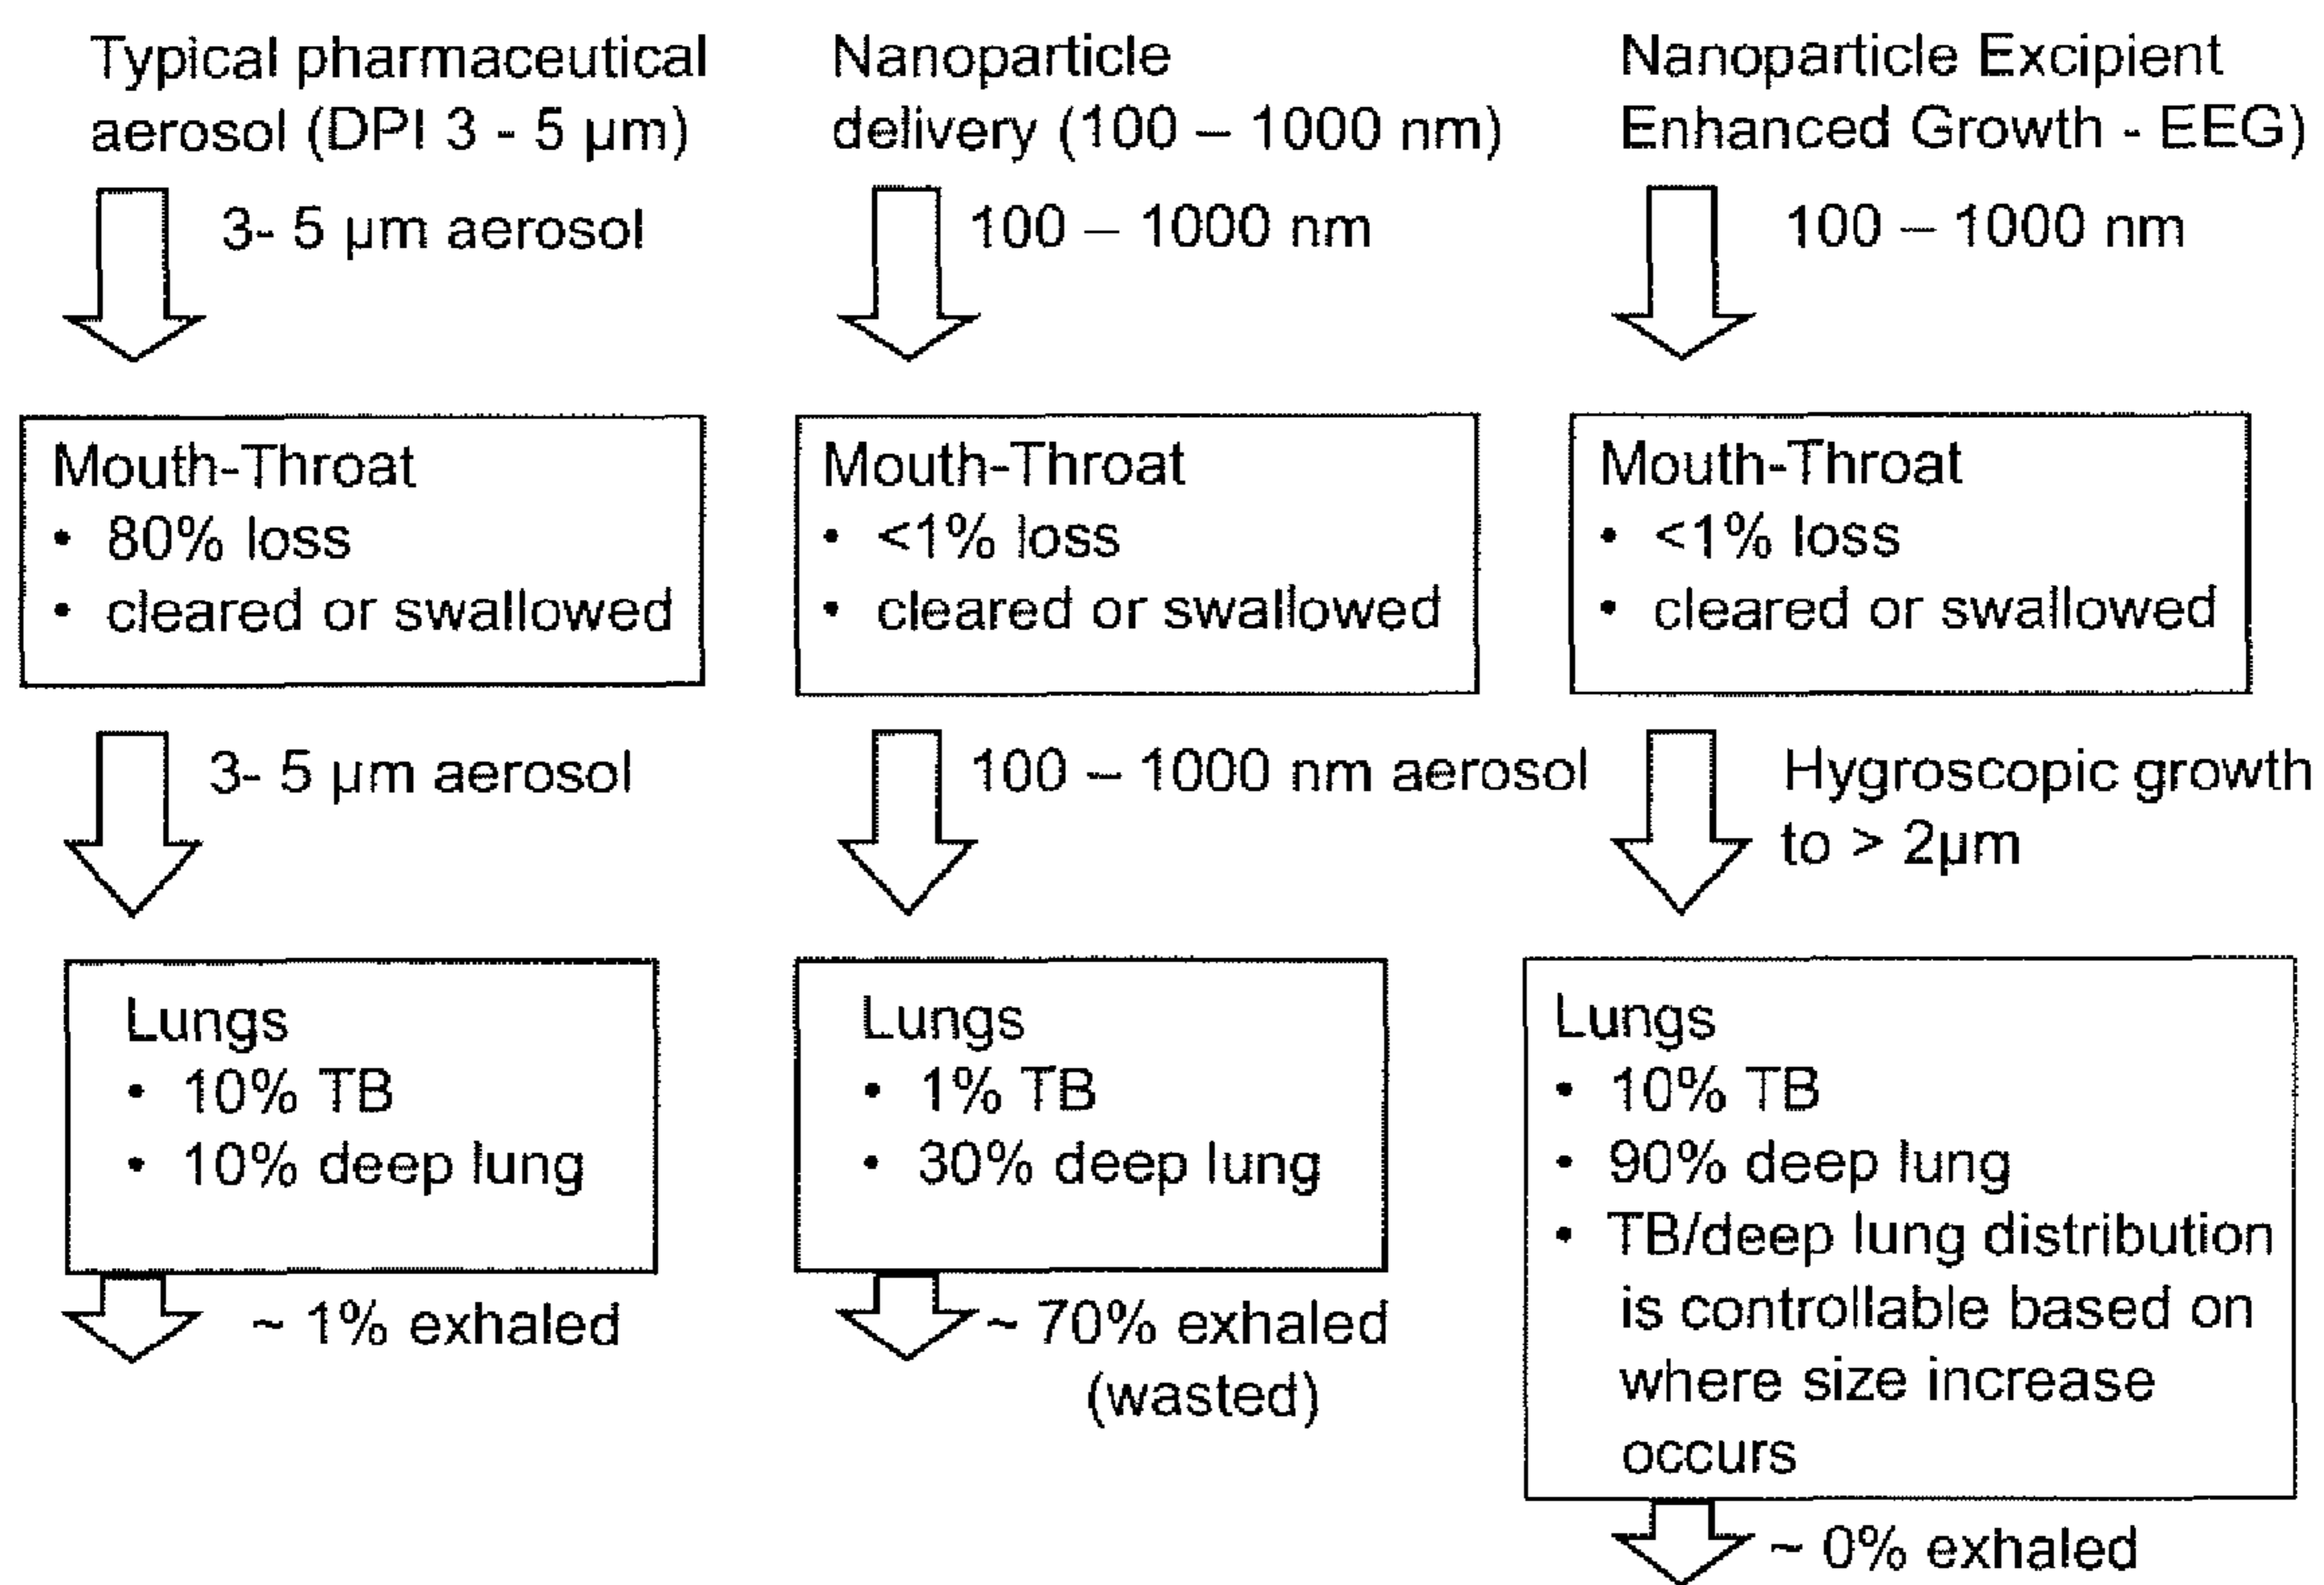 Typical pharmaceutical
aerosol (DPI 3 - 5 µm)
3- 5 µm aerosol
Mouth-Throat
• 80% loss
• cleared or swallowed
3- 5 µm aerosol
Lungs
• 10% TB
• 10% deep lung
~ 1% exhaled
Nanoparticle
delivery (100 – 1000 nm)
100 – 1000 nm
Mouth-Throat
• <1% loss
• cleared or swallowed
100 – 1000 nm aerosol
Lungs
• 1% TB
• 30% deep lung
~ 70% exhaled
(wasted)
Nanoparticle Excipient
Enhanced Growth - EEG)
100 – 1000 nm
Mouth-Throat
• <1% loss
• cleared or swallowed
Hygroscopic growth
to > 2µm
Lungs
• 10% TB
• 90% deep lung
• TB/deep lung distribution
is controllable based on
where size increase
occurs
~ 0% exhaled